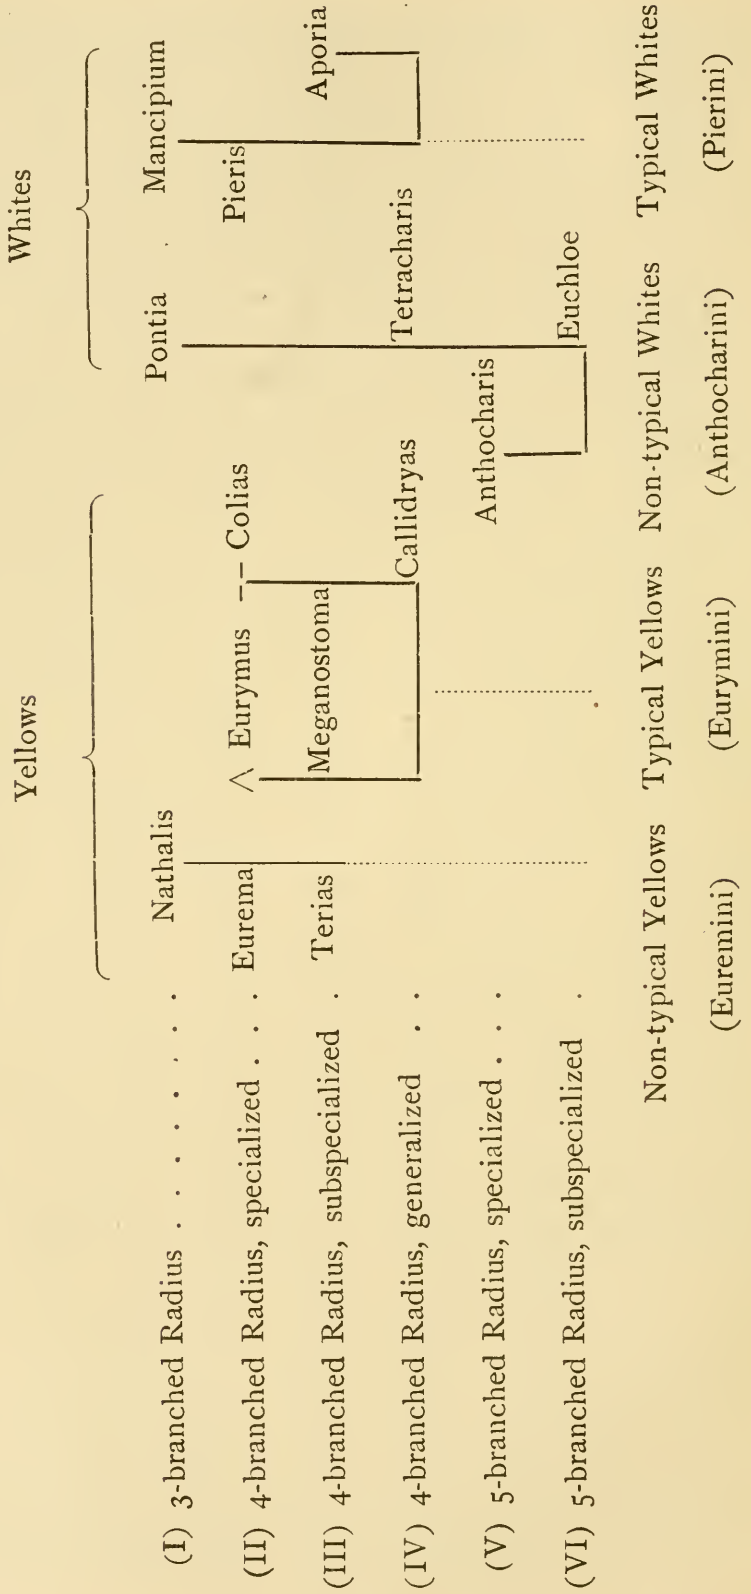 Yellows Whites
Nathalis Pontia Mancipium
(I) 3-branched Radius . . . . . . . .
Eurema Eurymus -- Colias Pieris
(II) 4-branched Radius, specialized . . .
Terias Meganostoma Aporia
(III) 4-branched Radius, subspecialized .
Callidryas Tetracharis
(IV) 4-branched Radius, generalized . .
Anthocharis
(V) 5-branched Radius, specialized . . .
Euchloe
(VI) 5-branched Radius, subspecialized .
Non-typical Yellows Typical Yellows Non-typical Whites Typical Whites
(Euremini) (Eurymini) (Anthocharini) (Pierini)